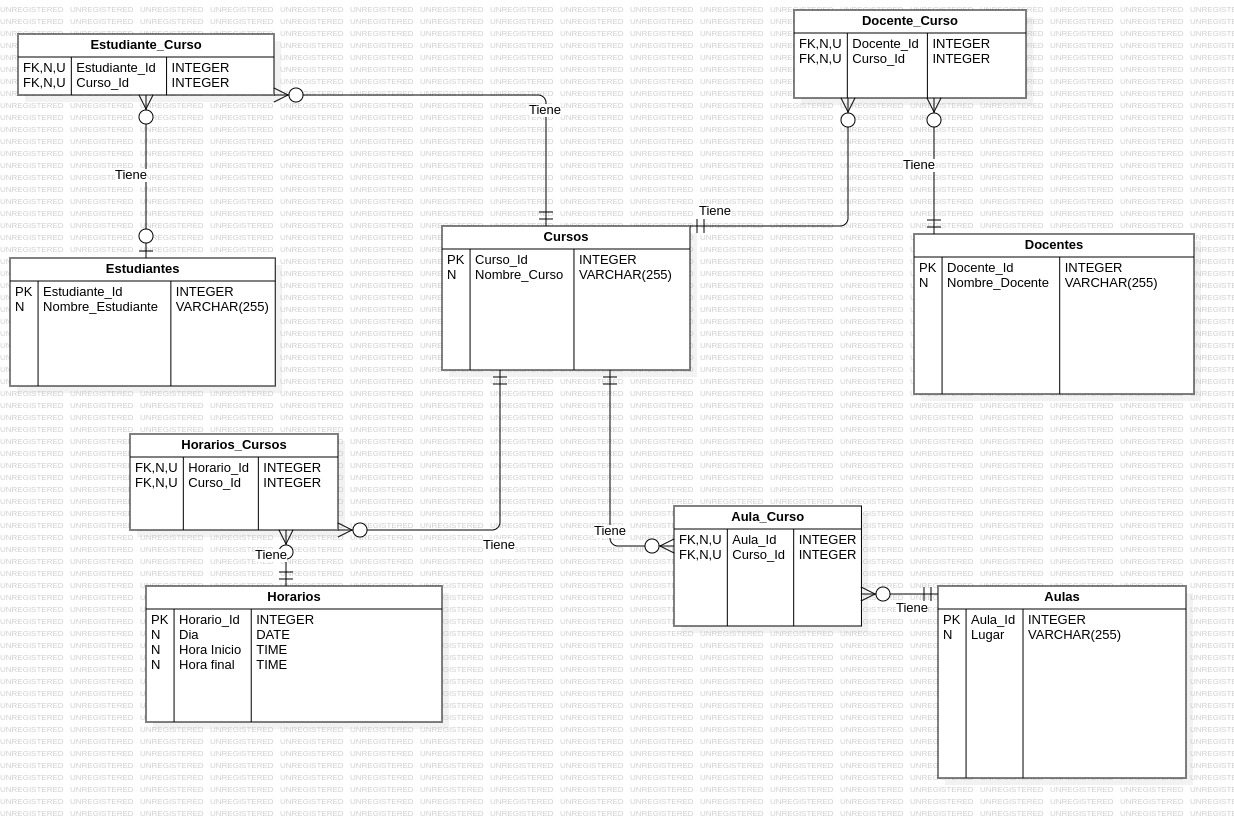 Docente_Curso
FK,N,U Docente_Id INTEGER
FK,N,U Curso_Id INTEGER
Estudiante_Curso
FK,N,U Estudiante_Id INTEGER
FK,N,U Curso_Id INTEGER
Tiene
Tiene
Tiene
Tiene
Cursos
PK Curso_Id INTEGER
N Nombre_Curso VARCHAR(255)
Docentes
PK Docente_Id INTEGER
N Nombre_Docente VARCHAR(255)
Estudiantes
PK Estudiante_Id INTEGER
N Nombre_Estudiante VARCHAR(255)
Horarios_Cursos
FK,N,U Horario_Id INTEGER
FK,N,U Curso_Id INTEGER
Tiene
Tiene
Tiene
Aula_Curso
FK,N,U Aula_Id INTEGER
FK,N,U Curso_Id INTEGER
Tiene
Horarios
PK Horario_Id INTEGER
N Dia DATE
N Hora Inicio TIME
N Hora final TIME
Aulas
PK Aula_Id INTEGER
N Lugar VARCHAR(255)
UNREGISTERED